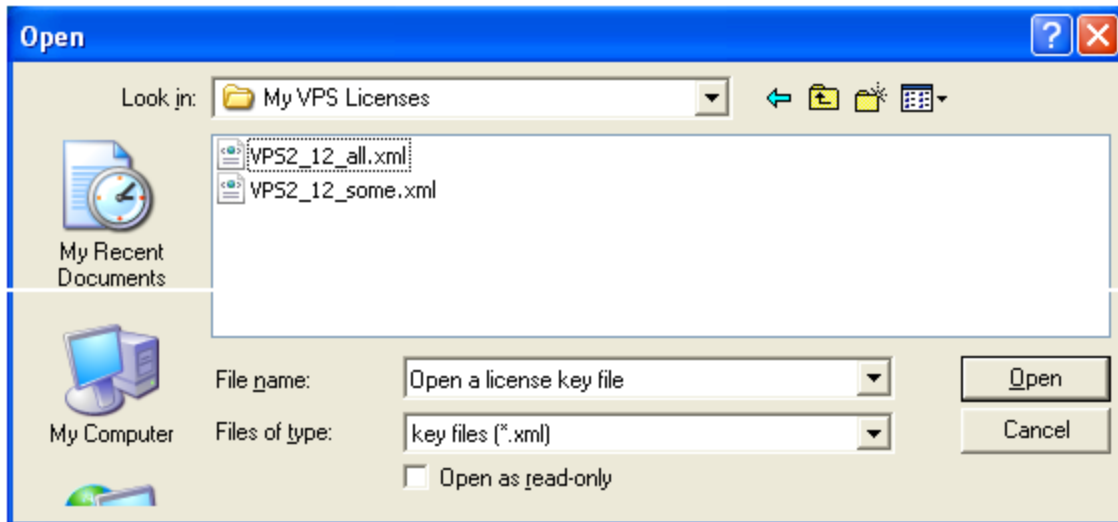 Open
Look in: My VPS Licenses
VPS2_12_all.xml
VPS2_12_some.xml
My Recent
Documents
My Computer
File name: Open a license key file Open
Files of type: key files (*.xml) Cancel
Open as read-only